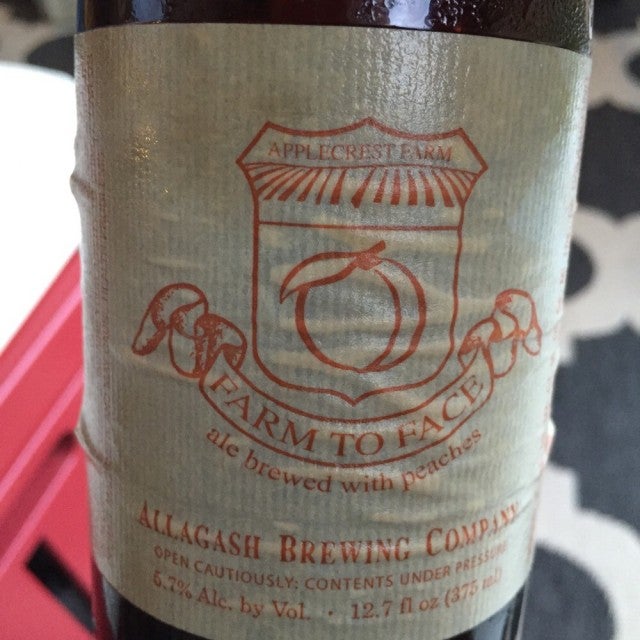 APPLECREST FARM
FARM TO FACE
ale brewed with peaches
ALLAGASH BREWING COMPANY
OPEN CAUTIOUSLY; CONTENTS UNDER PRESSURE
5.7% Alc. by Vol. · 12.7 fl oz (375 ml)